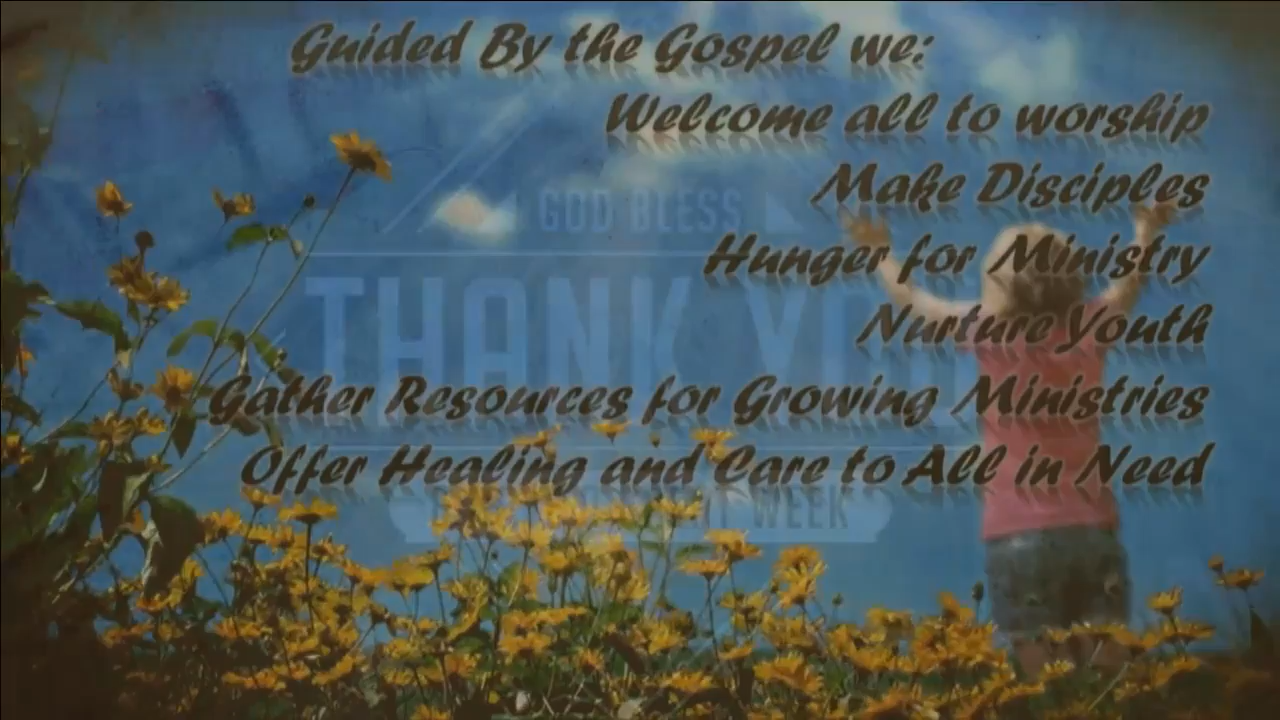 Guided By the Gospel we:
Welcome all to worship
Make Disciples
Hunger for Ministry
Nurture Youth
Gather Resources for Growing Ministries
Offer Healing and Care to All in Need
GOD BLESS
THANK YOU
WEEK